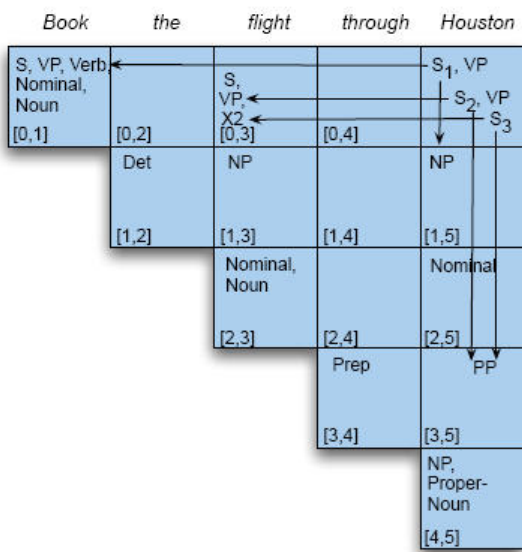 Book the flight through Houston
S, VP, Verb, Nominal, Noun
[0,1]
[0,2]
S, VP, X2
[0,3]
[0,4]
S1, VP
S2, VP
S3
Det
[1,2]
NP
[1,3]
[1,4]
NP
[1,5]
Nominal, Noun
[2,3]
[2,4]
Nominal
[2,5]
Prep
[3,4]
PP
[3,5]
NP, Proper-Noun
[4,5]